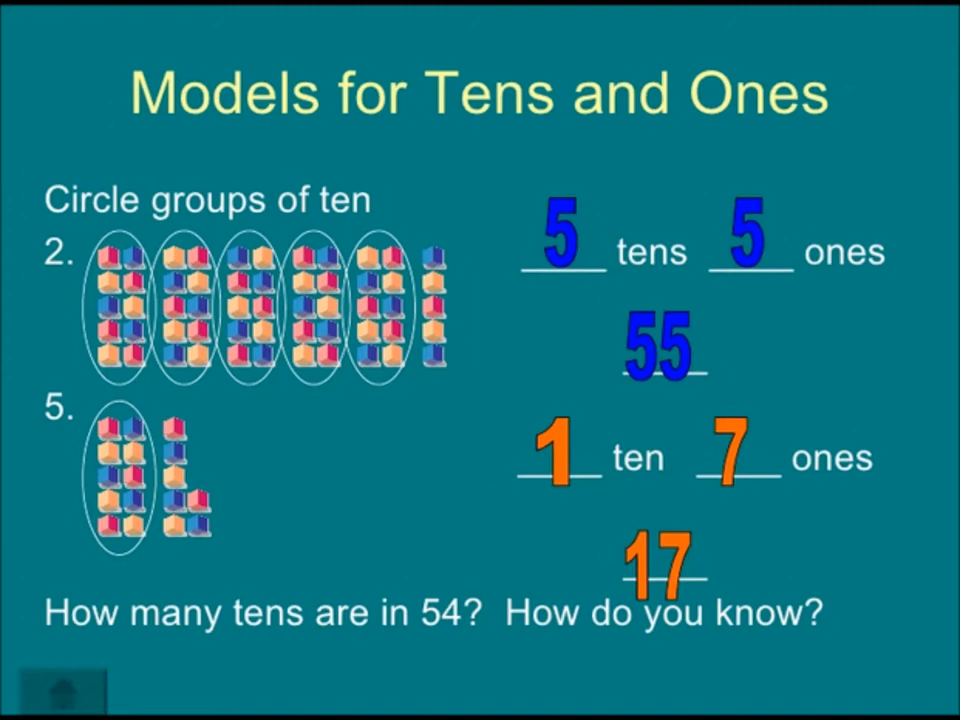 Models for Tens and Ones
Circle groups of ten
2.
5 tens 5 ones
55
5.
1 ten 7 ones
17
How many tens are in 54? How do you know?